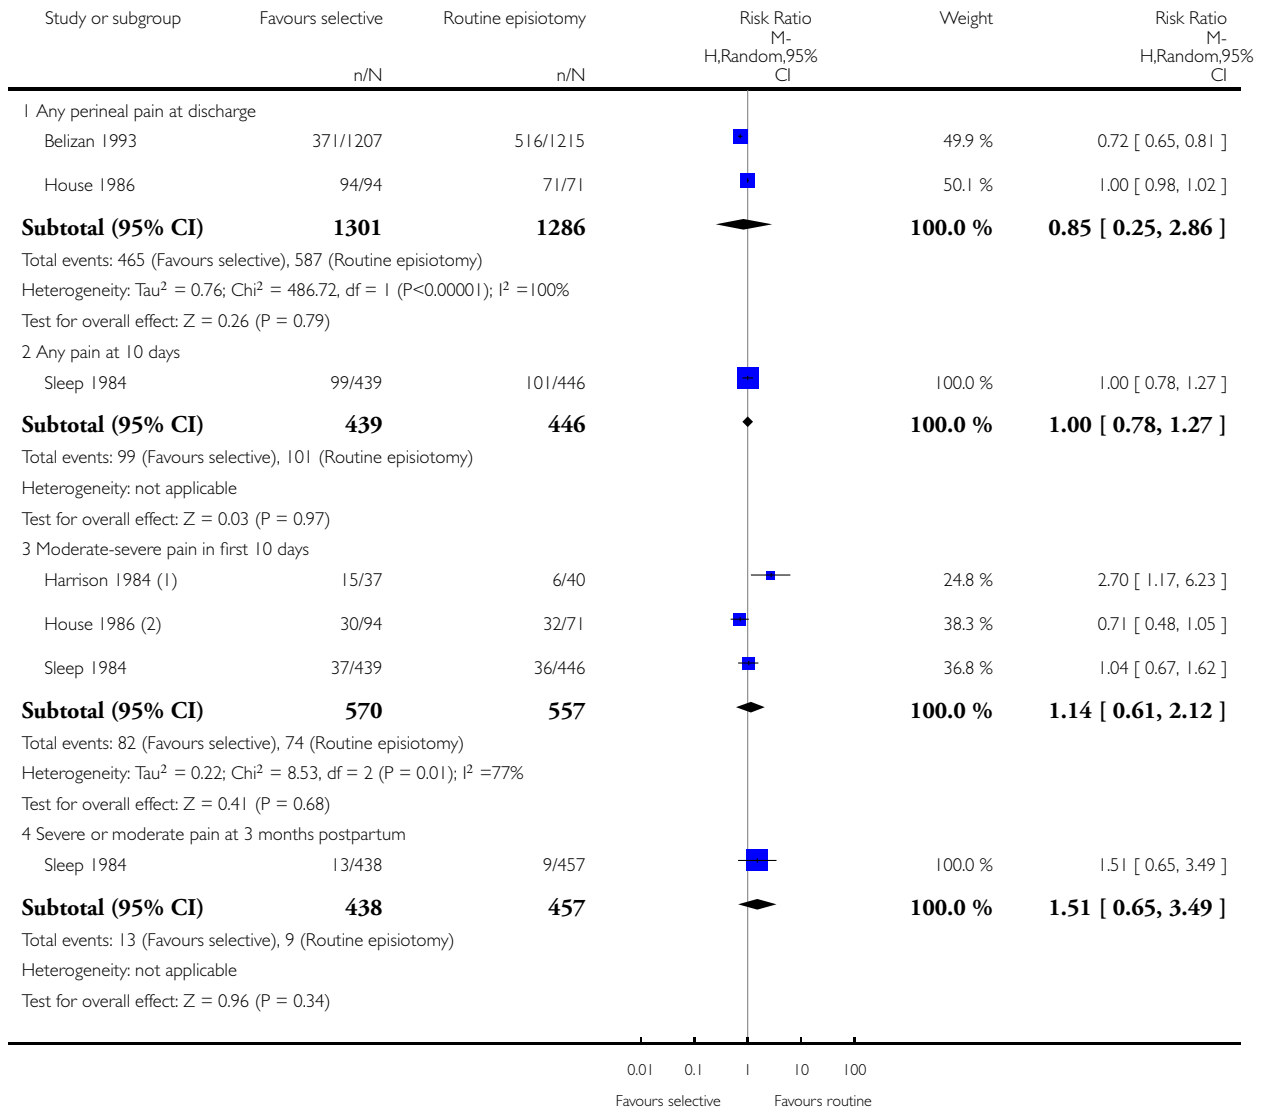 Study or subgroup Favours selective Routine episiotomy Risk Ratio Weight Risk Ratio
M-
H,Random,95%
CI
M-
H,Random,95%
CI
n/N n/N
1 Any perineal pain at discharge
Belizan 1993 371/1207 516/1215 49.9 % 0.72 [ 0.65, 0.81 ]
House 1986 94/94 71/71 50.1 % 1.00 [ 0.98, 1.02 ]
Subtotal (95% CI) 1301 1286 100.0 % 0.85 [ 0.25, 2.86 ]
Total events: 465 (Favours selective), 587 (Routine episiotomy)
Heterogeneity: Tau² = 0.76; Chi² = 486.72, df = 1 (P<0.00001); I² =100%
Test for overall effect: Z = 0.26 (P = 0.79)
2 Any pain at 10 days
Sleep 1984 99/439 101/446 100.0 % 1.00 [ 0.78, 1.27 ]
Subtotal (95% CI) 439 446 100.0 % 1.00 [ 0.78, 1.27 ]
Total events: 99 (Favours selective), 101 (Routine episiotomy)
Heterogeneity: not applicable
Test for overall effect: Z = 0.03 (P = 0.97)
3 Moderate-severe pain in first 10 days
Harrison 1984 (1) 15/37 6/40 24.8 % 2.70 [ 1.17, 6.23 ]
House 1986 (2) 30/94 32/71 38.3 % 0.71 [ 0.48, 1.05 ]
Sleep 1984 37/439 36/446 36.8 % 1.04 [ 0.67, 1.62 ]
Subtotal (95% CI) 570 557 100.0 % 1.14 [ 0.61, 2.12 ]
Total events: 82 (Favours selective), 74 (Routine episiotomy)
Heterogeneity: Tau² = 0.22; Chi² = 8.53, df = 2 (P = 0.01); I² =77%
Test for overall effect: Z = 0.41 (P = 0.68)
4 Severe or moderate pain at 3 months postpartum
Sleep 1984 13/438 9/457 100.0 % 1.51 [ 0.65, 3.49 ]
Subtotal (95% CI) 438 457 100.0 % 1.51 [ 0.65, 3.49 ]
Total events: 13 (Favours selective), 9 (Routine episiotomy)
Heterogeneity: not applicable
Test for overall effect: Z = 0.96 (P = 0.34)
0.01 0.1 1 10 100
Favours selective Favours routine